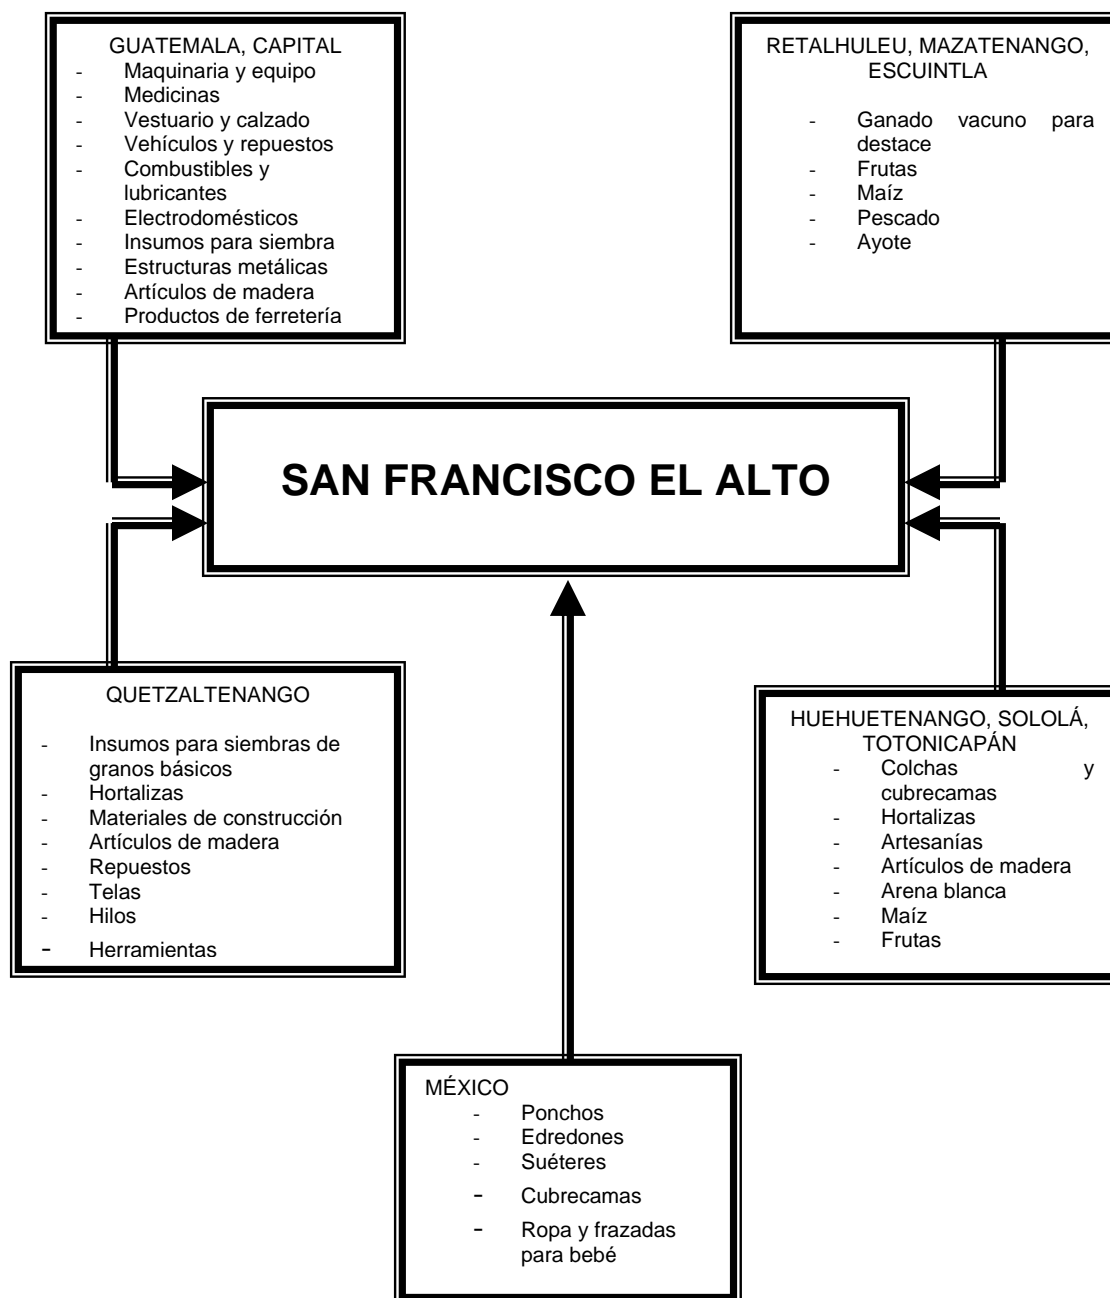 GUATEMALA, CAPITAL
- Maquinaria y equipo
- Medicinas
- Vestuario y calzado
- Vehículos y repuestos
- Combustibles y
lubricantes
- Electrodomésticos
- Insumos para siembra
- Estructuras metálicas
- Artículos de madera
- Productos de ferretería
RETALHULEU, MAZATENANGO,
ESCUINTLA
- Ganado vacuno para
destace
- Frutas
- Maíz
- Pescado
- Ayote
SAN FRANCISCO EL ALTO
QUETZALTENANGO
- Insumos para siembras de
granos básicos
- Hortalizas
- Materiales de construcción
- Artículos de madera
- Repuestos
- Telas
- Hilos
- Herramientas
HUEHUETENANGO, SOLOLÁ,
TOTONICAPÁN
- Colchas y
cubrecamas
- Hortalizas
- Artesanías
- Artículos de madera
- Arena blanca
- Maíz
- Frutas
MÉXICO
- Ponchos
- Edredones
- Suéteres
- Cubrecamas
- Ropa y frazadas
para bebé